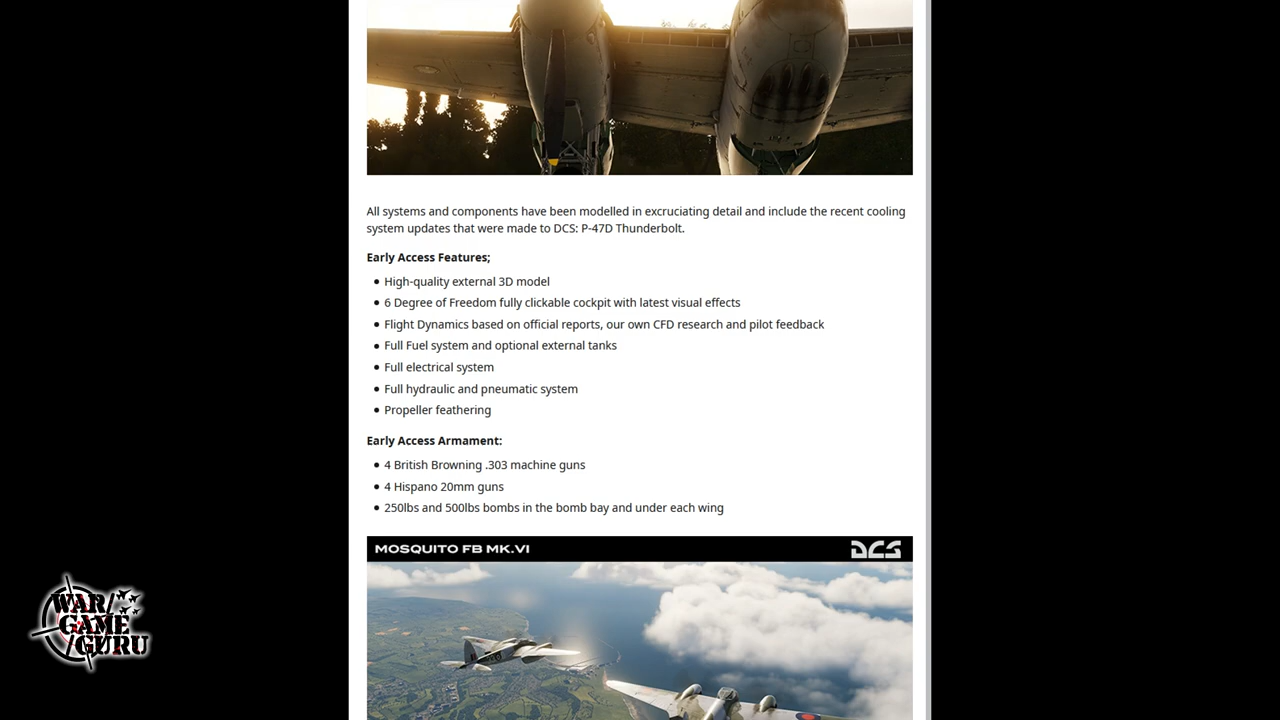 All systems and components have been modelled in excruciating detail and include the recent cooling
system updates that were made to DCS: P-47D Thunderbolt.
Early Access Features;
High-quality external 3D model
6 Degree of Freedom fully clickable cockpit with latest visual effects
Flight Dynamics based on official reports, our own CFD research and pilot feedback
Full Fuel system and optional external tanks
Full electrical system
Full hydraulic and pneumatic system
Propeller feathering
Early Access Armament:
4 British Browning .303 machine guns
4 Hispano 20mm guns
250lbs and 500lbs bombs in the bomb bay and under each wing
MOSQUITO FB MK.VI
DCS
WAR/
GAME
/GURU